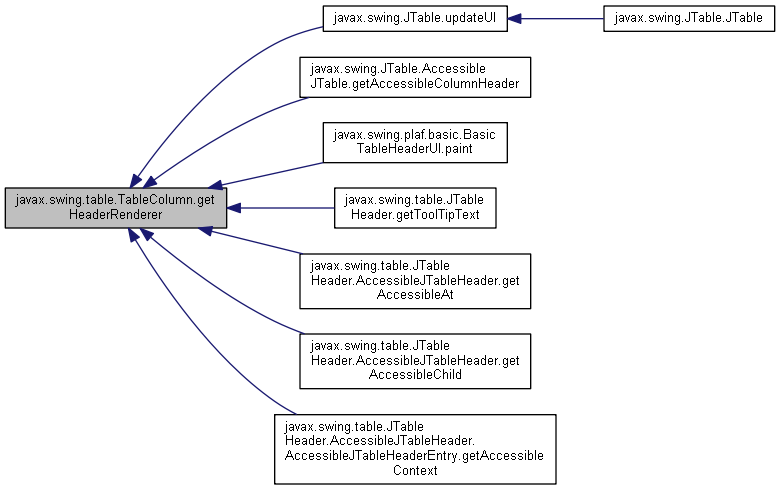 javax.swing.JTable.updateUI
javax.swing.JTable.JTable
javax.swing.JTable.Accessible
JTable.getAccessibleColumnHeader
javax.swing.plaf.basic.Basic
TableHeaderUI.paint
javax.swing.table.TableColumn.get
HeaderRenderer
javax.swing.table.JTable
Header.getToolTipText
javax.swing.table.JTable
Header.AccessibleJTableHeader.get
AccessibleAt
javax.swing.table.JTable
Header.AccessibleJTableHeader.get
AccessibleChild
javax.swing.table.JTable
Header.AccessibleJTableHeader.
AccessibleJTableHeaderEntry.getAccessible
Context